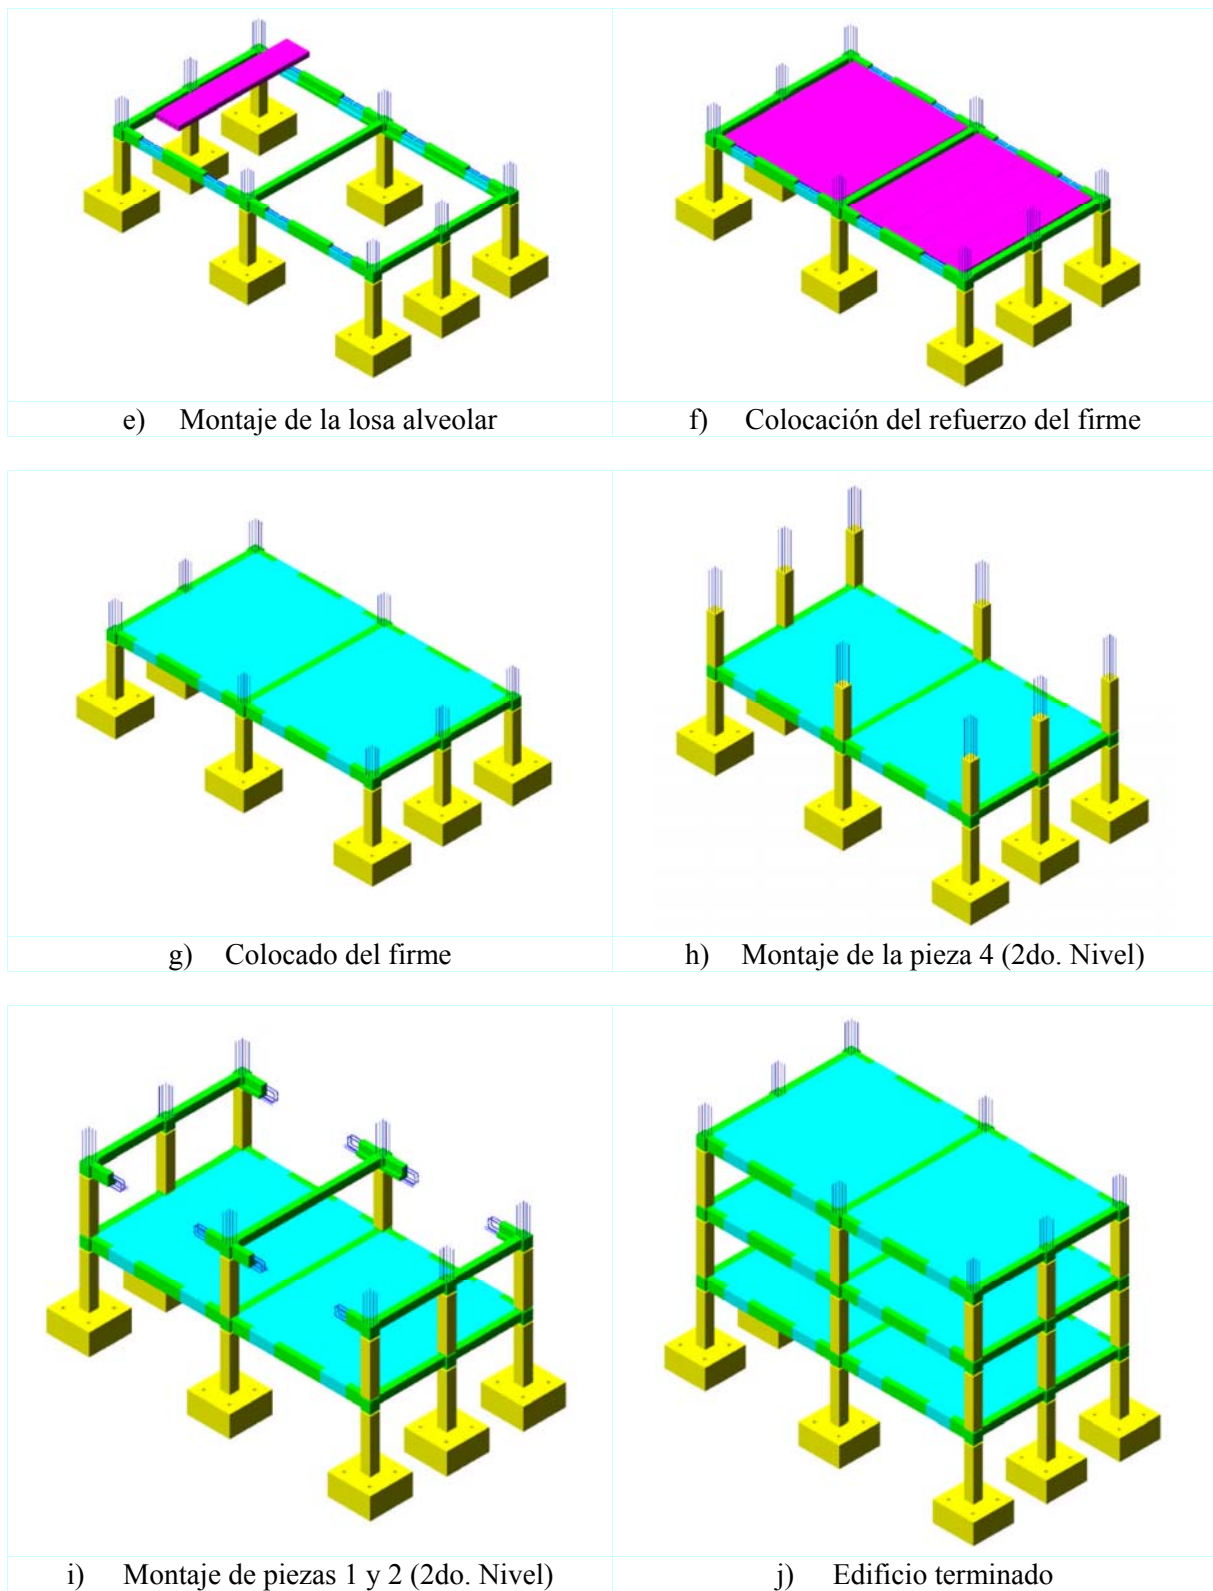 e) Montaje de la losa alveolar
f) Colocación del refuerzo del firme
g) Colocado del firme
h) Montaje de la pieza 4 (2do. Nivel)
i) Montaje de piezas 1 y 2 (2do. Nivel)
j) Edificio terminado